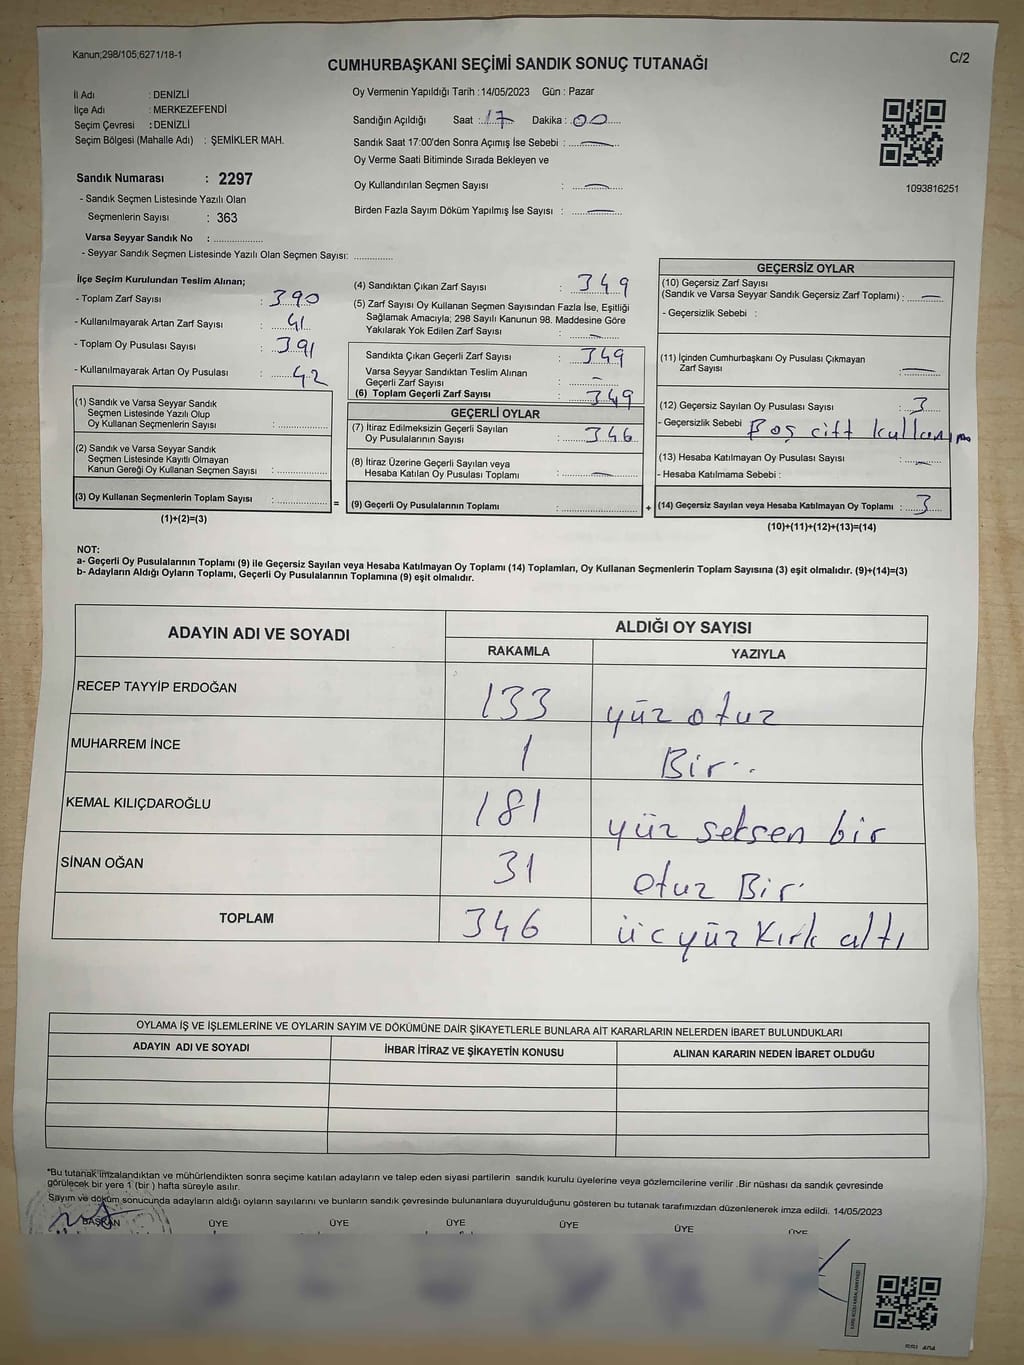 Kanun;298/105;6271/18-1
C/2
CUMHURBAŞKANI SEÇİMİ SANDIK SONUÇ TUTANAĞI
İl Adı : DENİZLİ
İlçe Adı : MERKEZEFENDİ
Seçim Çevresi : DENİZLİ
Seçim Bölgesi (Mahalle Adı) : ŞEMİKLER MAH.
Sandık Numarası : 2297
- Sandık Seçmen Listesinde Yazılı Olan
Seçmenlerin Sayısı : 363
Varsa Seyyar Sandık No : ..................
- Seyyar Sandık Seçmen Listesinde Yazılı Olan Seçmen Sayısı: ..............
Oy Vermenin Yapıldığı Tarih : 14/05/2023 Gün : Pazar
Sandığın Açıldığı Saat : 17 Dakika : 00
Sandık Saat 17:00'den Sonra Açımış İse Sebebi : —
Oy Verme Saati Bitiminde Sırada Bekleyen ve
Oy Kullandırılan Seçmen Sayısı : —
Birden Fazla Sayım Döküm Yapılmış İse Sayısı : —
1093816251
İlçe Seçim Kurulundan Teslim Alınan;
- Toplam Zarf Sayısı : 390
- Kullanılmayarak Artan Zarf Sayısı : 41
- Toplam Oy Pusulası Sayısı : 391
- Kullanılmayarak Artan Oy Pusulası : 42
(1) Sandık ve Varsa Seyyar Sandık
Seçmen Listesinde Yazılı Olup
Oy Kullanan Seçmenlerin Sayısı : ..............
(2) Sandık ve Varsa Seyyar Sandık
Seçmen Listesinde Kayıtlı Olmayan
Kanun Gereği Oy Kullanan Seçmen Sayısı : ..............
(3) Oy Kullanan Seçmenlerin Toplam Sayısı : .............. =
(1)+(2)=(3)
(4) Sandıktan Çıkan Zarf Sayısı : 349
(5) Zarf Sayısı Oy Kullanan Seçmen Sayısından Fazla İse, Eşitliği
Sağlamak Amacıyla, 298 Sayılı Kanunun 98. Maddesine Göre
Yakılarak Yok Edilen Zarf Sayısı : —
Sandıkta Çıkan Geçerli Zarf Sayısı : 349
Varsa Seyyar Sandıktan Teslim Alınan
Geçerli Zarf Sayısı : —
(6) Toplam Geçerli Zarf Sayısı : 349
GEÇERLİ OYLAR
(7) İtiraz Edilmeksizin Geçerli Sayılan
Oy Pusulalarının Sayısı : 346
(8) İtiraz Üzerine Geçerli Sayılan veya
Hesaba Katılan Oy Pusulası Toplamı : —
(9) Geçerli Oy Pusulalarının Toplamı : .............. +
GEÇERSİZ OYLAR
(10) Geçersiz Zarf Sayısı
(Sandık ve Varsa Seyyar Sandık Geçersiz Zarf Toplamı) : —
- Geçersizlik Sebebi :
(11) İçinden Cumhurbaşkanı Oy Pusulası Çıkmayan
Zarf Sayısı : —
(12) Geçersiz Sayılan Oy Pusulası Sayısı : 3
- Geçersizlik Sebebi Boş çift kullanım
(13) Hesaba Katılmayan Oy Pusulası Sayısı : —
- Hesaba Katılmama Sebebi :
(14) Geçersiz Sayılan veya Hesaba Katılmayan Oy Toplamı : 3
(10)+(11)+(12)+(13)=(14)
NOT:
a- Geçerli Oy Pusulalarının Toplamı (9) ile Geçersiz Sayılan veya Hesaba Katılmayan Oy Toplamı (14) Toplamları, Oy Kullanan Seçmenlerin Toplam Sayısına (3) eşit olmalıdır. (9)+(14)=(3)
b- Adayların Aldığı Oyların Toplamı, Geçerli Oy Pusulalarının Toplamına (9) eşit olmalıdır.
ADAYIN ADI VE SOYADI ALDIĞI OY SAYISI
RAKAMLA YAZIYLA
RECEP TAYYİP ERDOĞAN 133 yüz otuz
MUHARREM İNCE 1 Bir
KEMAL KILIÇDAROĞLU 181 yüz seksen bir
SİNAN OĞAN 31 otuz Bir
TOPLAM 346 üc yüz Kırk altı
OYLAMA İŞ VE İŞLEMLERİNE VE OYLARIN SAYIM VE DÖKÜMÜNE DAİR ŞİKAYETLERLE BUNLARA AİT KARARLARIN NELERDEN İBARET BULUNDUKLARI
ADAYIN ADI VE SOYADI İHBAR İTİRAZ VE ŞİKAYETİN KONUSU ALINAN KARARIN NEDEN İBARET OLDUĞU
*Bu tutanak imzalandıktan ve mühürlendikten sonra seçime katılan adayların ve talep eden siyasi partilerin sandık kurulu üyelerine veya gözlemcilerine verilir .Bir nüshası da sandık çevresinde
görülecek bir yere 1 (bir ) hafta süreyle asılır.
Sayım ve döküm sonucunda adayların aldığı oyların sayılarını ve bunların sandık çevresinde bulunanlara duyurulduğunu gösteren bu tutanak tarafımızdan düzenlenerek imza edildi. 14/05/2023
BAŞKAN ÜYE ÜYE ÜYE ÜYE ÜYE ÜYE